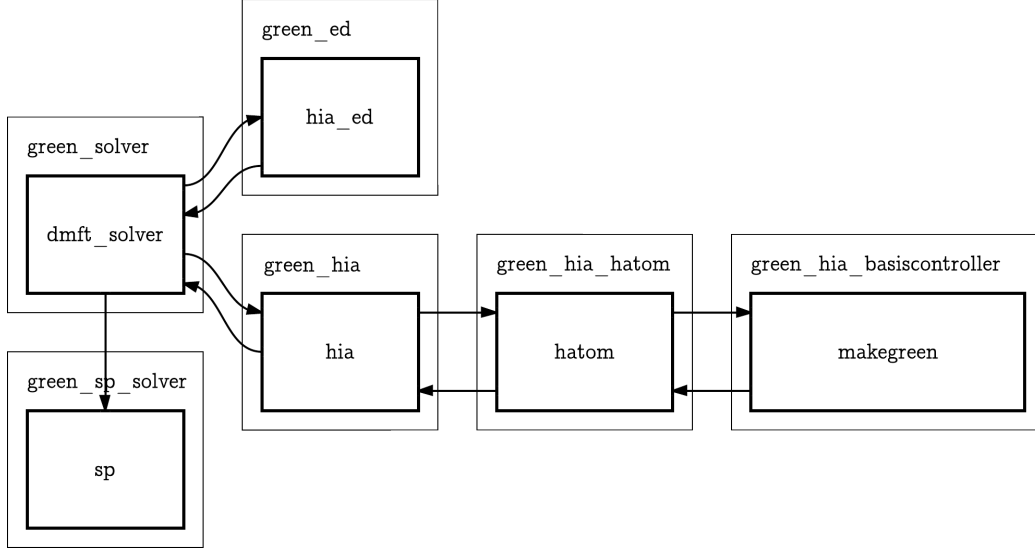 green_ed
hia_ed
green_solver
dmft_solver
green_hia
hia
green_hia_hatom
hatom
green_hia_basiscontroller
makegreen
green_sp_solver
sp